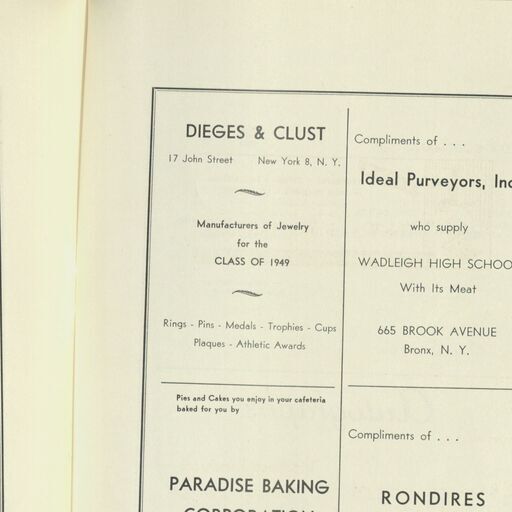 DIEGES & CLUST
17 John Street New York 8, N. Y.
Manufacturers of Jewelry
for the
CLASS OF 1949
Rings - Pins - Medals - Trophies - Cups
Plaques - Athletic Awards
Pies and Cakes you enjoy in your cafeteria
baked for you by
PARADISE BAKING
CORPORATION
Compliments of . . .
Ideal Purveyors, Inc
who supply
WADLEIGH HIGH SCHOO
With Its Meat
665 BROOK AVENUE
Bronx, N. Y.
Compliments of . . .
RONDIRES